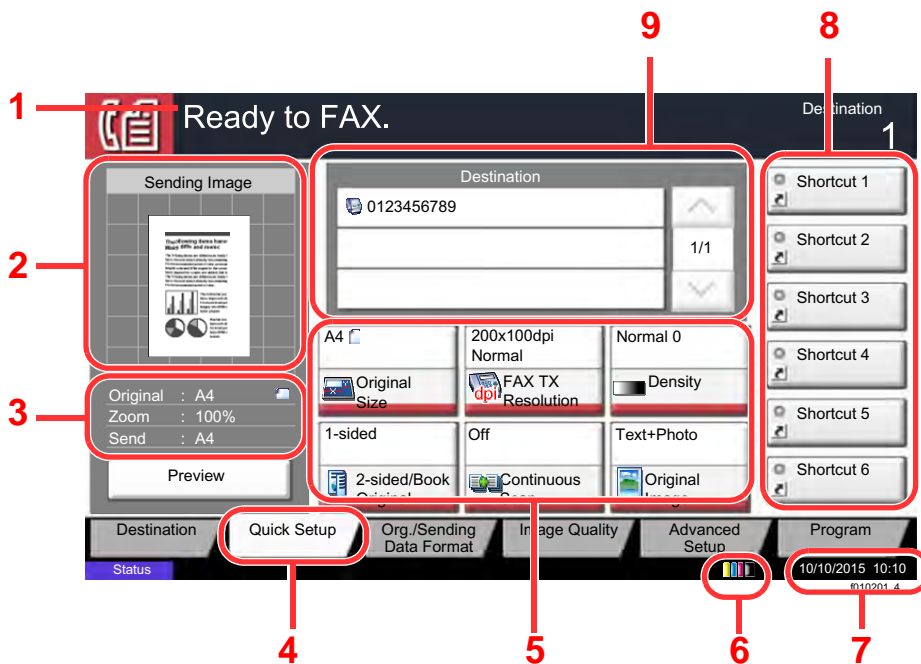 9
8
1
Ready to FAX.
Destination
1
Sending Image
Destination
0123456789
1/1
Shortcut 1
Shortcut 2
Shortcut 3
Shortcut 4
Shortcut 5
Shortcut 6
2
A4
200x100dpi
Normal
Normal 0
Original
Size
dpi
FAX TX
Resolution
Density
3
Original : A4
Zoom : 100%
Send : A4
1-sided
Off
Text+Photo
Preview
2-sided/Book
Original
Continuous
Scan
Original
Image
Destination
Quick Setup
Org./Sending
Data Format
Image Quality
Advanced
Setup
Program
Status
10/10/2015 10:10
f010201_4
4
5
6
7